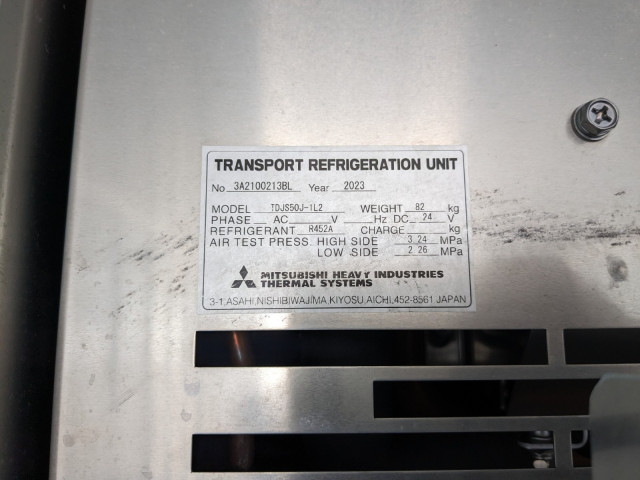 TRANSPORT REFRIGERATION UNIT
No 3A2100213BL Year 2023
MODEL TDJS50J-1L2 WEIGHT 82 kg
PHASE AC V Hz DC 24 V
REFRIGERANT R452A CHARGE kg
AIR TEST PRESS. HIGH SIDE 3.24 MPa
LOW SIDE 2.26 MPa
MITSUBISHI HEAVY INDUSTRIES
THERMAL SYSTEMS
3-1,ASAHI,NISHIBIWAJIMA,KIYOSU,AICHI,452-8561 JAPAN